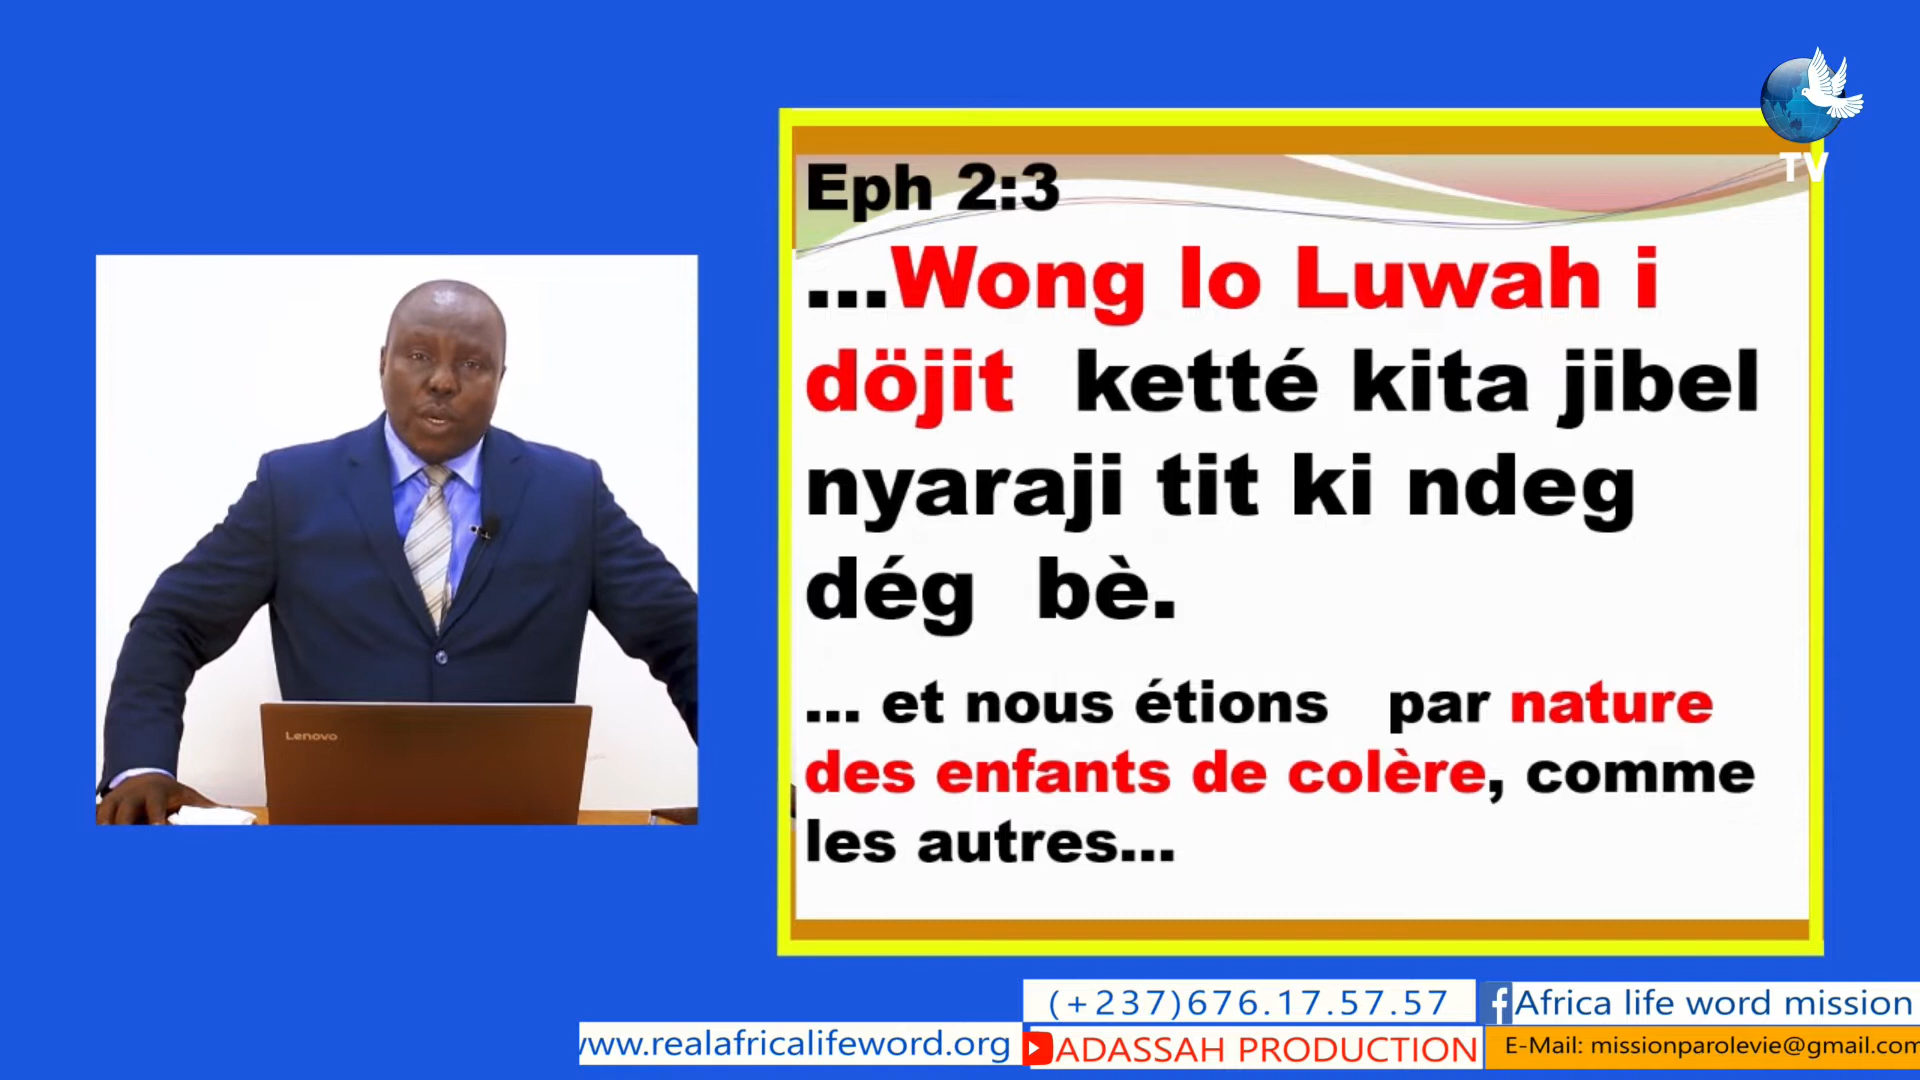 TV
Eph 2:3
...Wong lo Luwah i
döjit ketté kita jibel
nyaraji tit ki ndeg
dég bè.
... et nous étions par nature
des enfants de colère, comme
les autres...
Lenovo
(+237)676.17.57.57
Africa life word mission
www.realafricalifeword.org
ADASSAH PRODUCTION
E-Mail: missionparolevie@gmail.com